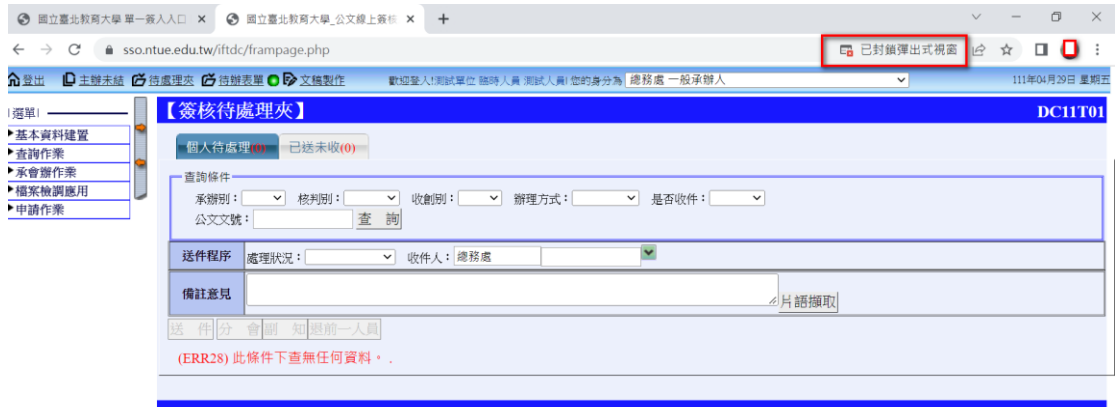 國立臺北教育大學 單一簽入入口
國立臺北教育大學_公文線上簽核
sso.ntue.edu.tw/iftdc/frampage.php
已封鎖彈出式視窗
登出 主辦未結 待處理夾 待辦表單 文稿製作 歡迎登入!測試單位 臨時人員 測試人員! 您的身分為 總務處 一般承辦人 111年04月29日 星期五
選單
基本資料建置
查詢作業
承會辦作業
檔案檢調應用
申請作業
【簽核待處理夾】 DC11T01
個人待處理(0) 已送未收(0)
查詢條件
承辦別： 核判別： 收創別： 辦理方式： 是否收件：
公文文號： 查 詢
送件程序 處理狀況： 收件人： 總務處
備註意見 片語擷取
送 件 分 會 副 知 退前一人員
(ERR28) 此條件下查無任何資料。 .